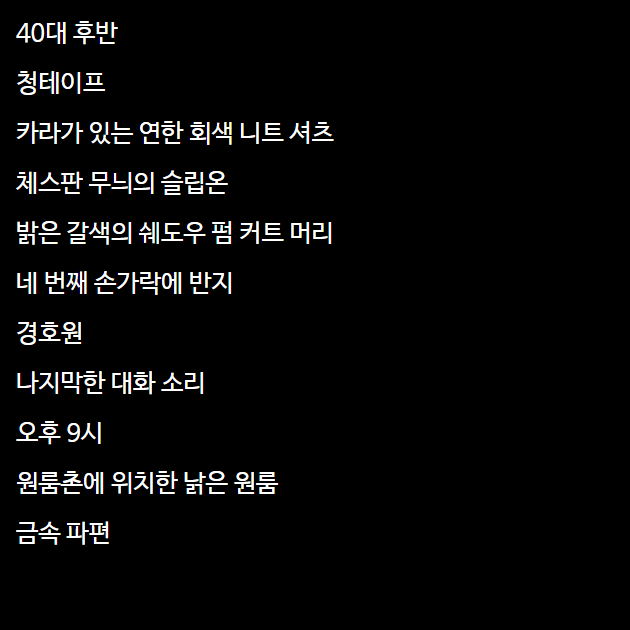 40대 후반
청테이프
카라가 있는 연한 회색 니트 셔츠
체스판 무늬의 슬립온
밝은 갈색의 쉐도우 펌 커트 머리
네 번째 손가락에 반지
경호원
나지막한 대화 소리
오후 9시
원룸촌에 위치한 낡은 원룸
금속 파편